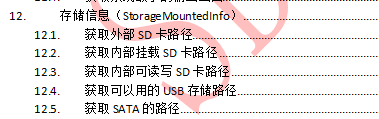 12. 存储信息（StorageMountedInfo）
12.1. 获取外部 SD 卡路径
12.2. 获取内部挂载 SD 卡路径
12.3. 获取内部可读写 SD 卡路径
12.4. 获取可以用的 USB 存储路径
12.5. 获取 SATA 的路径